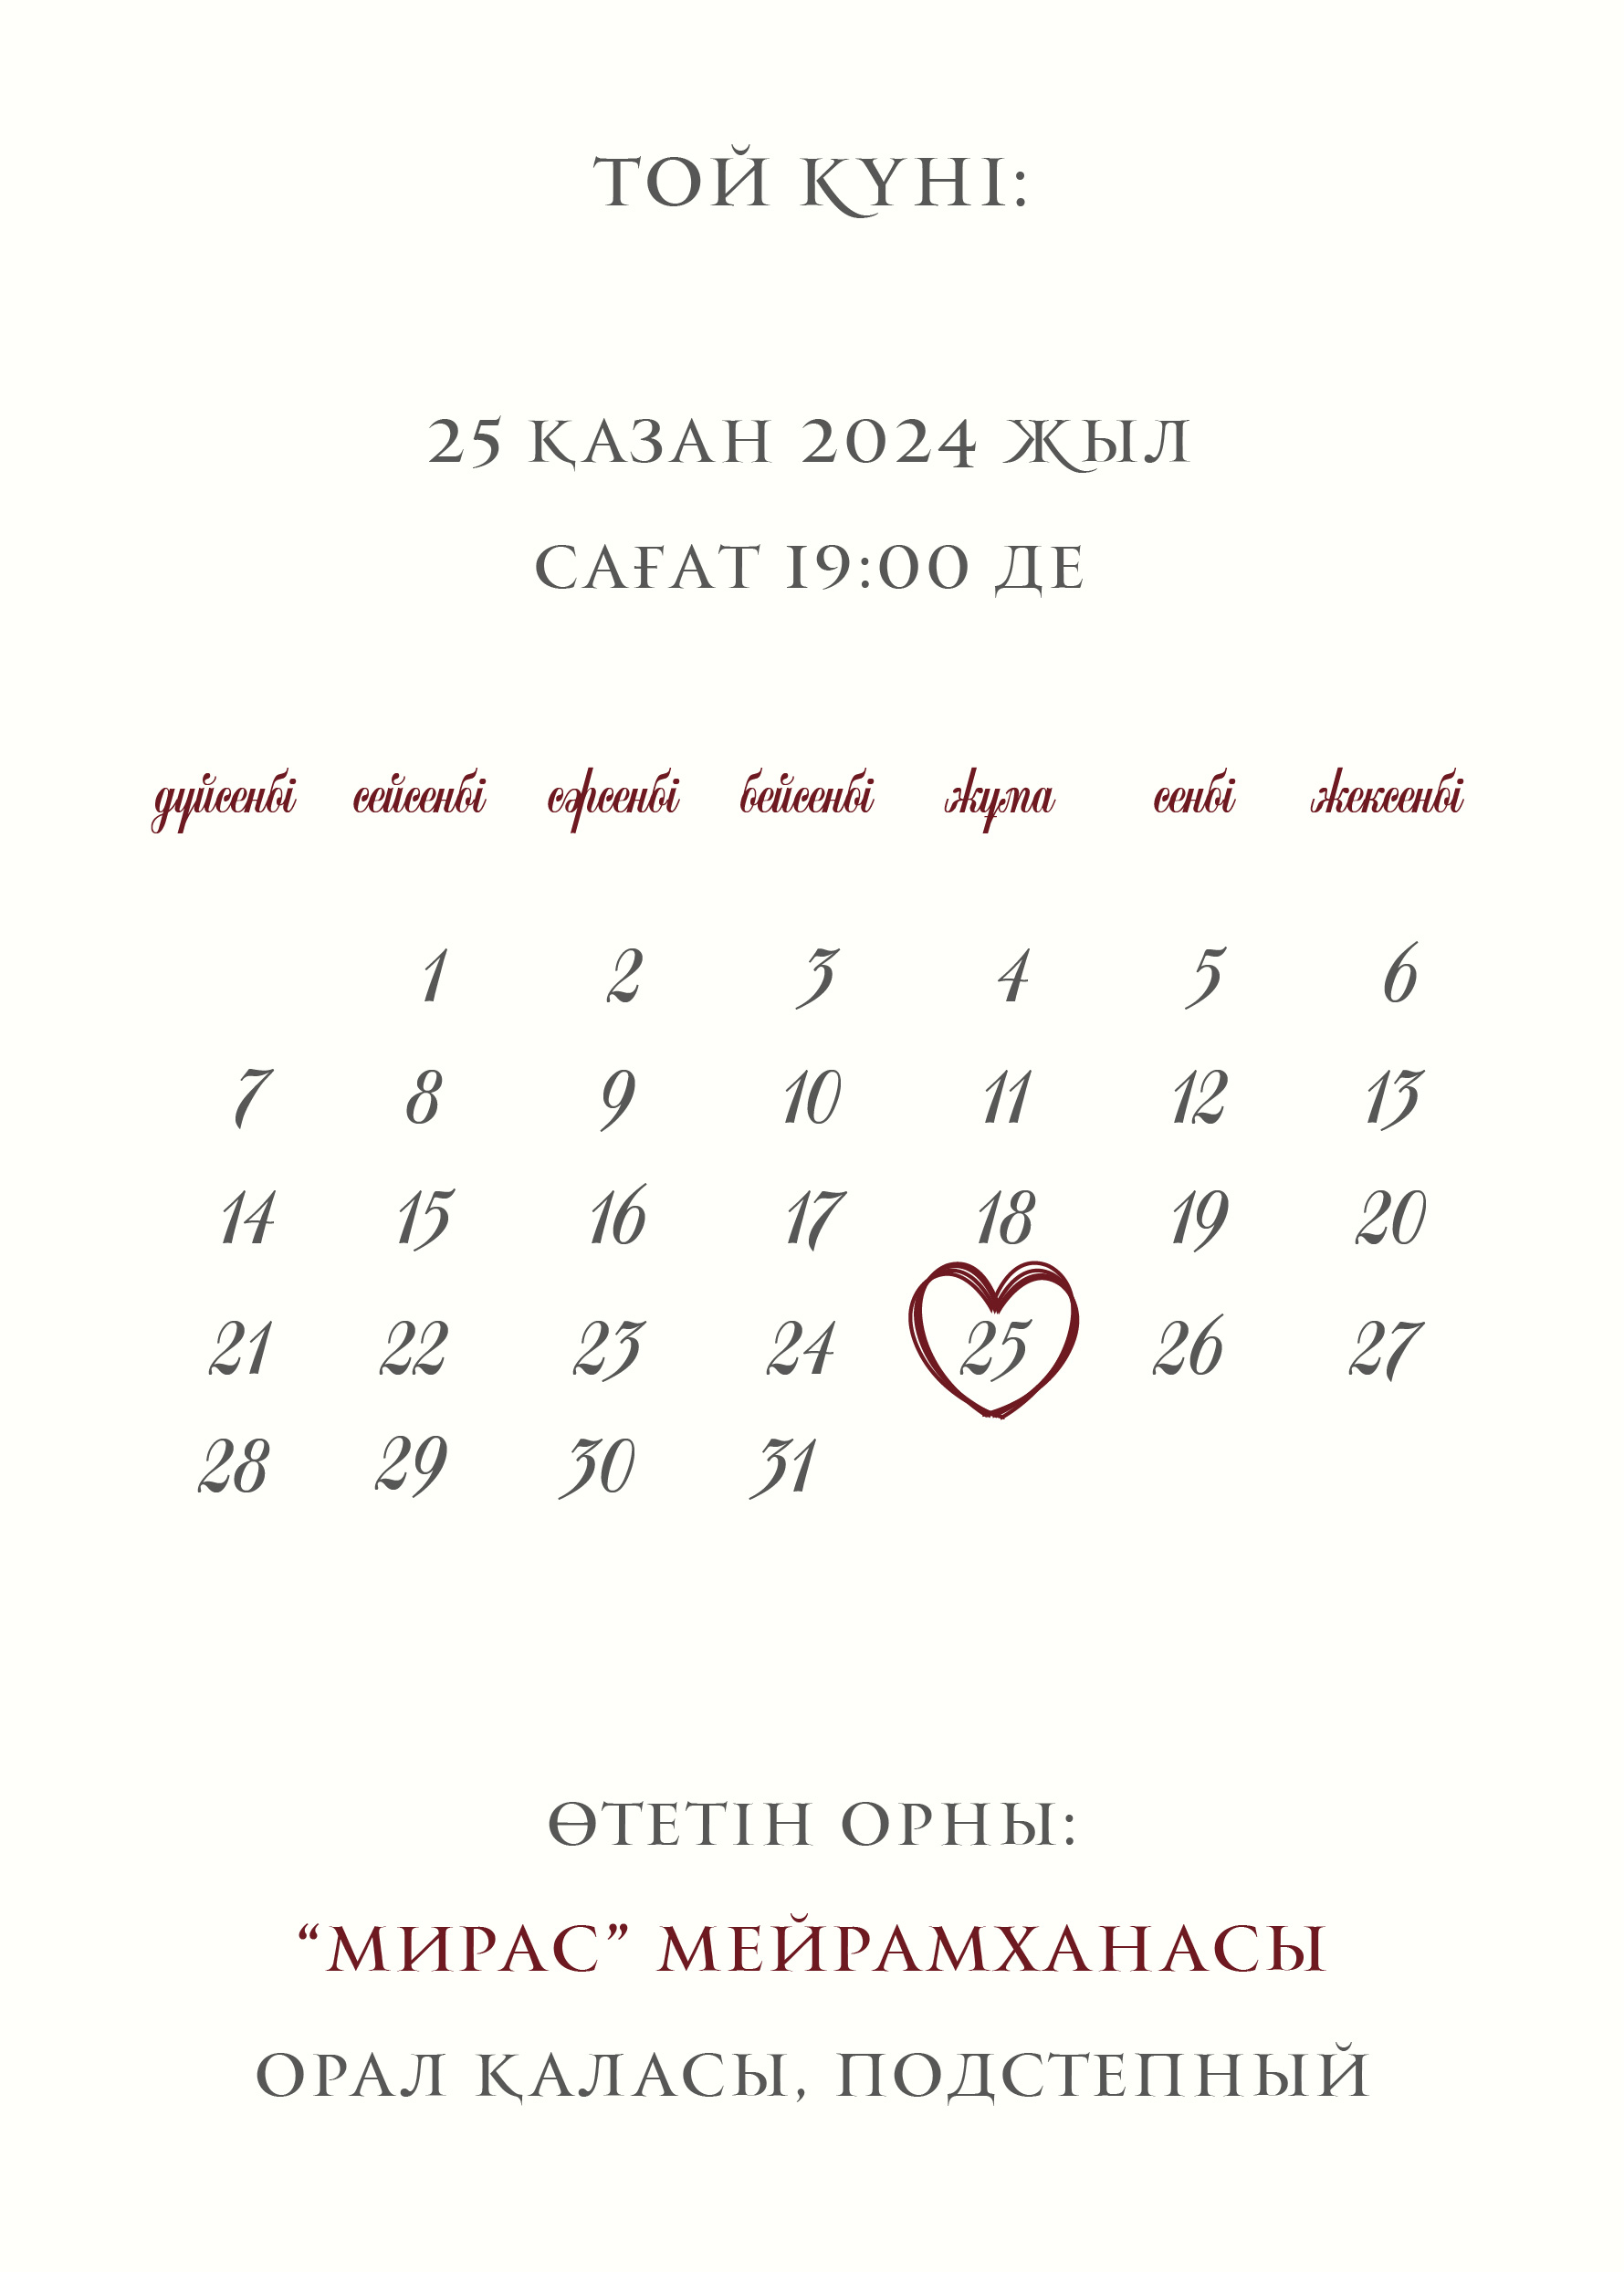 ТОЙ КҮНІ:
25 ҚАЗАН 2024 ЖЫЛ
САҒАТ 19:00 ДЕ
дүйсенбі сейсенбі сәрсенбі бейсенбі жұма сенбі жексенбі
1 2 3 4 5 6
7 8 9 10 11 12 13
14 15 16 17 18 19 20
21 22 23 24 25 26 27
28 29 30 31
ӨТЕТІН ОРНЫ:
“МИРАС” МЕЙРАМХАНАСЫ
ОРАЛ ҚАЛАСЫ, ПОДСТЕПНЫЙ